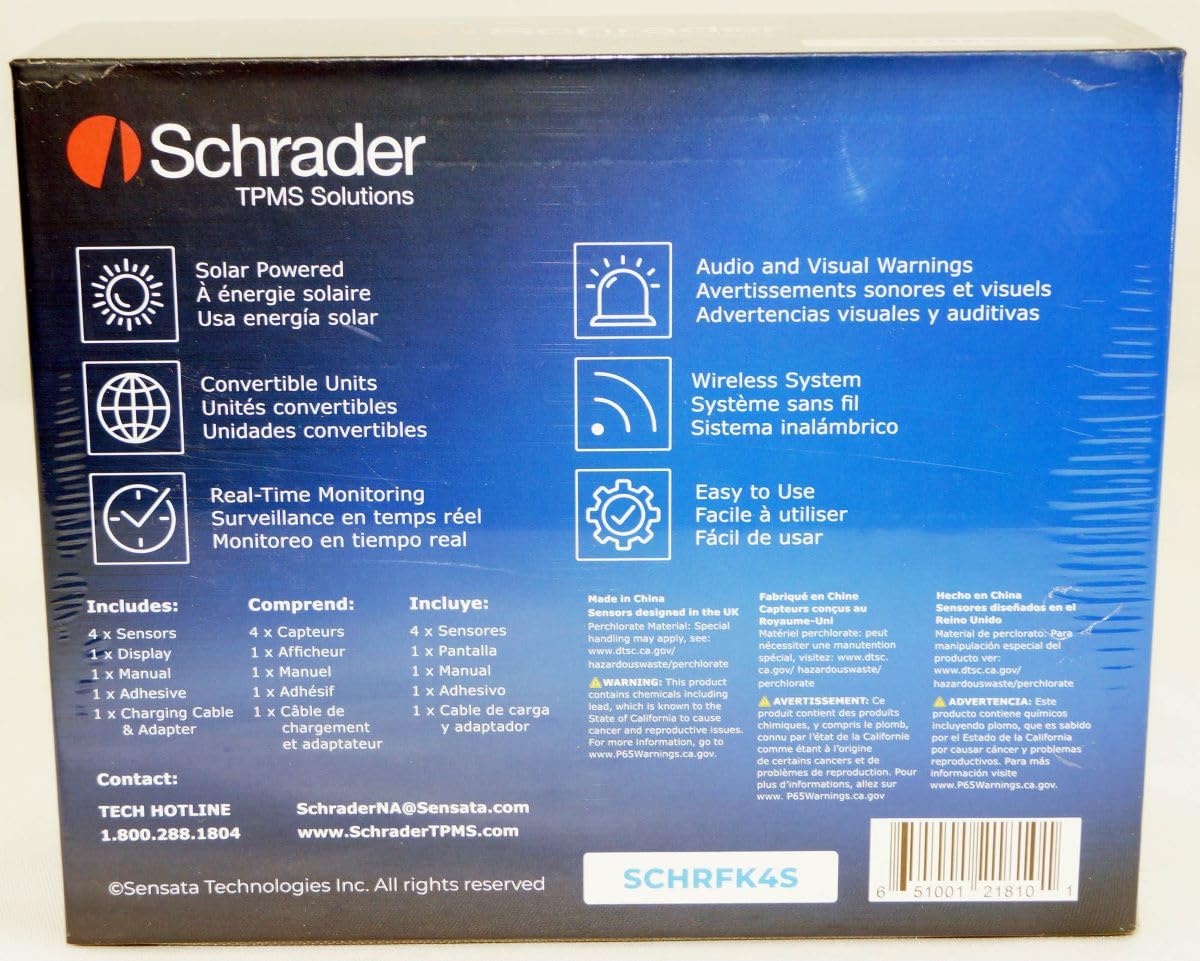 Schrader
TPMS Solutions
Solar Powered
À énergie solaire
Usa energía solar
Audio and Visual Warnings
Avertissements sonores et visuels
Advertencias visuales y auditivas
Convertible Units
Unités convertibles
Unidades convertibles
Wireless System
Système sans fil
Sistema inalámbrico
Real-Time Monitoring
Surveillance en temps réel
Monitoreo en tiempo real
Easy to Use
Facile à utiliser
Fácil de usar
Includes:
4 x Sensors
1 x Display
1 x Manual
1 x Adhesive
1 x Charging Cable
& Adapter
Comprend:
4 x Capteurs
1 x Afficheur
1 x Manuel
1 x Adhésif
1 x Câble de
chargement
et adaptateur
Incluye:
4 x Sensores
1 x Pantalla
1 x Manual
1 x Adhesivo
1 x Cable de carga
y adaptador
Made in China
Sensors designed in the UK
Perchlorate Material: Special
handling may apply, see:
www.dtsc.ca.gov/
hazardouswaste/perchlorate
WARNING: This product
contains chemicals including
lead, which is known to the
State of California to cause
cancer and reproductive issues.
For more information, go to
www.P65Warnings.ca.gov.
Fabriqué en Chine
Capteurs conçus au
Royaume-Uni
Matériel perchlorate: peut
nécessiter une manutention
spécial, visitez: www.dtsc.
ca.gov/ hazardouswaste/
perchlorate
AVERTISSEMENT: Ce
produit contient des produits
chimiques, y compris le plomb,
connu par l'état de la Californie
comme étant à l'origine
de certains cancers et de
problèmes de reproduction. Pour
plus d'informations, allez sur
www. P65Warnings.ca.gov
Hecho en China
Sensores diseñados en el
Reino Unido
Material de perclorato: Para
manipulación especial del
producto ver:
www.dtsc.ca.gov/
hazardouswaste/perchlorate
ADVERTENCIA: Este
producto contiene químicos
incluyendo plomo, que es sabido
por el Estado de la California
por causar cáncer y problemas
reproductivos. Para más
información visite
www.P65Warnings.ca.gov.
Contact:
TECH HOTLINE
1.800.288.1804
SchraderNA@Sensata.com
www.SchraderTPMS.com
©Sensata Technologies Inc. All rights reserved
SCHRFK4S
6 51001 21810 1